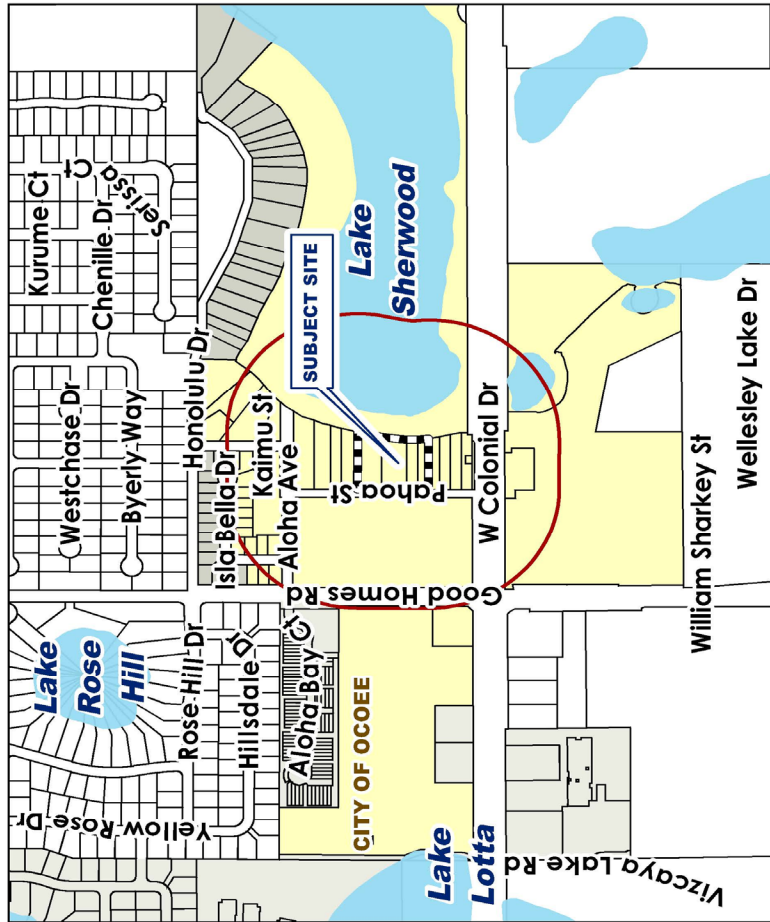 Kurume Ct
Chenille Dr
Serissa Ct
Westchase Dr
Byerly Way
Honolulu Dr
Isla Bella Dr
Kaimu St
Aloha Ave
SUBJECT SITE
Lake
Sherwood
Pahoa St
W Colonial Dr
Good Homes Rd
William Sharkey St
Wellesley Lake Dr
Lake
Rose
Hill
Rose Hill Dr
Hillsdale Dr
Aloha Bay Ct
Yellow Rose Dr
CITY OF OCOEE
Lake
Lotta
Vizcaya Lake Rd